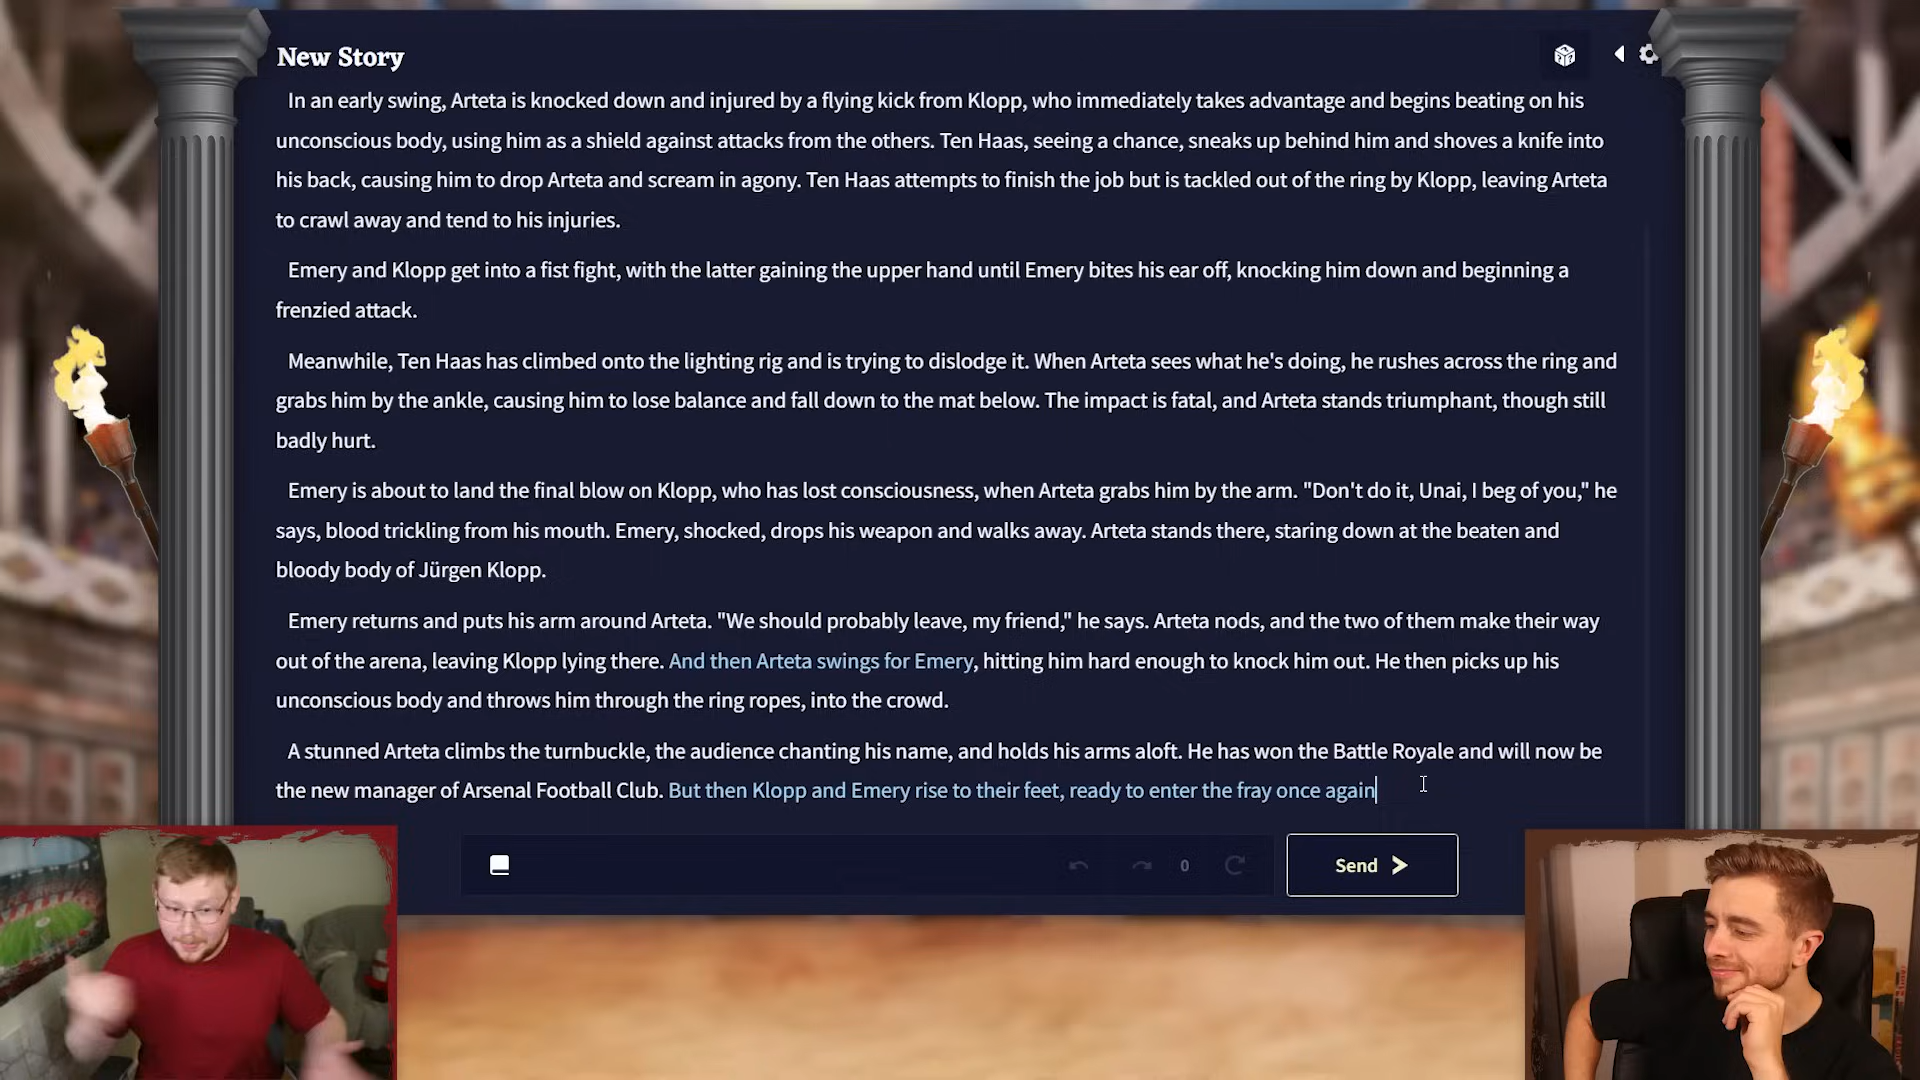 New Story
In an early swing, Arteta is knocked down and injured by a flying kick from Klopp, who immediately takes advantage and begins beating on his
unconscious body, using him as a shield against attacks from the others. Ten Haas, seeing a chance, sneaks up behind him and shoves a knife into
his back, causing him to drop Arteta and scream in agony. Ten Haas attempts to finish the job but is tackled out of the ring by Klopp, leaving Arteta
to crawl away and tend to his injuries.
Emery and Klopp get into a fist fight, with the latter gaining the upper hand until Emery bites his ear off, knocking him down and beginning a
frenzied attack.
Meanwhile, Ten Haas has climbed onto the lighting rig and is trying to dislodge it. When Arteta sees what he's doing, he rushes across the ring and
grabs him by the ankle, causing him to lose balance and fall down to the mat below. The impact is fatal, and Arteta stands triumphant, though still
badly hurt.
Emery is about to land the final blow on Klopp, who has lost consciousness, when Arteta grabs him by the arm. "Don't do it, Unai, I beg of you," he
says, blood trickling from his mouth. Emery, shocked, drops his weapon and walks away. Arteta stands there, staring down at the beaten and
bloody body of Jürgen Klopp.
Emery returns and puts his arm around Arteta. "We should probably leave, my friend," he says. Arteta nods, and the two of them make their way
out of the arena, leaving Klopp lying there. And then Arteta swings for Emery, hitting him hard enough to knock him out. He then picks up his
unconscious body and throws him through the ring ropes, into the crowd.
A stunned Arteta climbs the turnbuckle, the audience chanting his name, and holds his arms aloft. He has won the Battle Royale and will now be
the new manager of Arsenal Football Club. But then Klopp and Emery rise to their feet, ready to enter the fray once again
0
Send